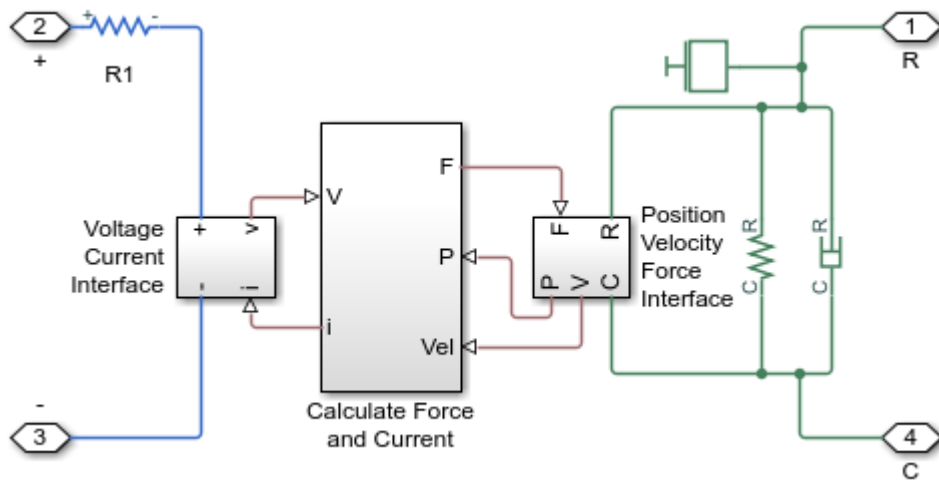 2
+
+ -
R1
1
R
Voltage
Current
Interface
+ v
- i
V
F
P
i
Vel
Calculate Force
and Current
F R
P V C
Position
Velocity
Force
Interface
R
C
R
C
-
3
4
C